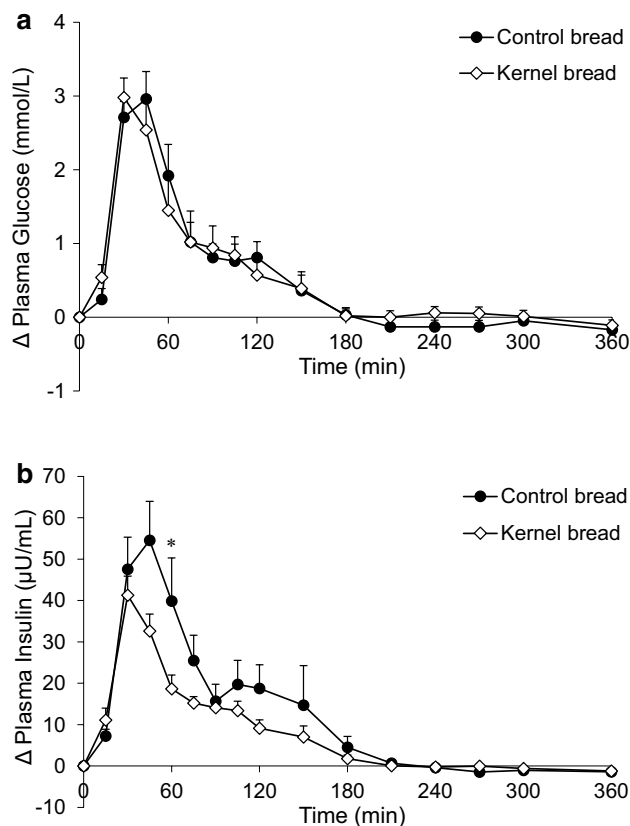 a
Δ Plasma Glucose (mmol/L)
4
3
2
1
0
-1
Control bread
Kernel bread
0 60 120 180 240 300 360
Time (min)
b
Δ Plasma Insulin (µU/mL)
70
60
50
40
30
20
10
0
-10
Control bread
Kernel bread
*
0 60 120 180 240 300 360
Time (min)